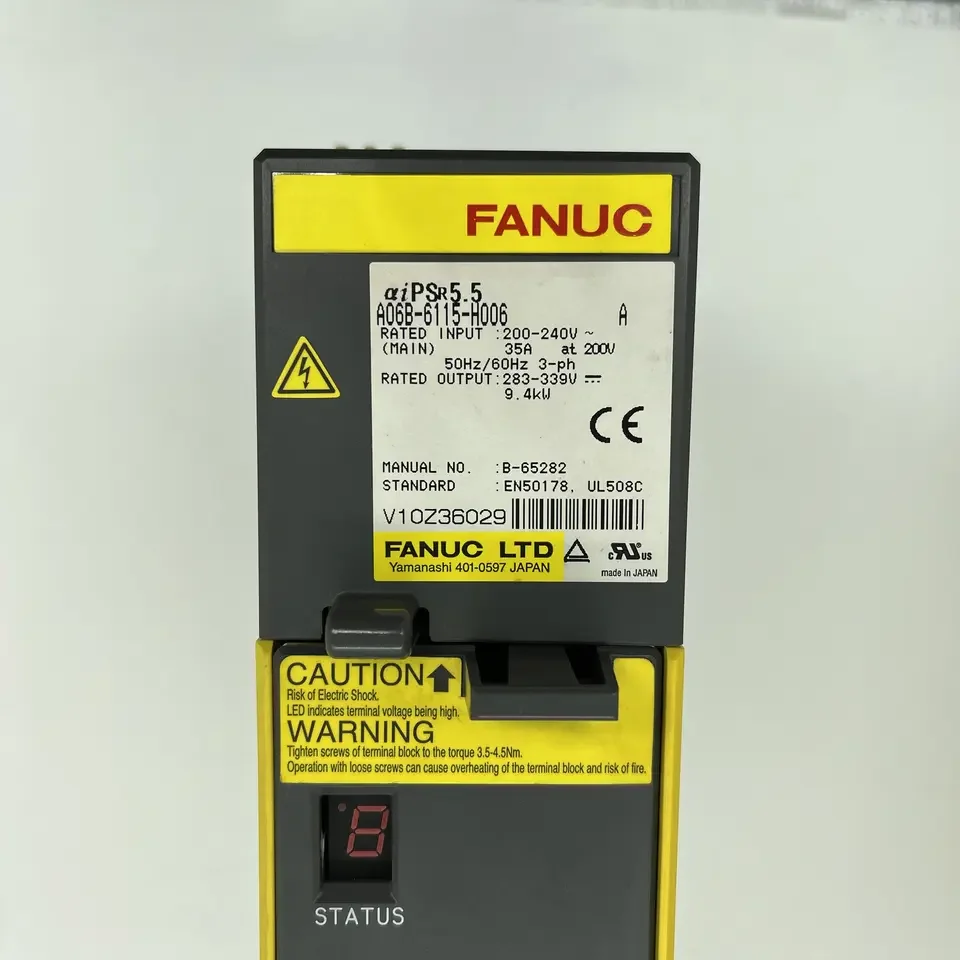 FANUC
αiPSR5.5
A06B-6115-H006 A
RATED INPUT :200-240V ~
(MAIN) 35A at 200V
50Hz/60Hz 3-ph
RATED OUTPUT:283-339V ⎓
9.4kW
CE
MANUAL NO. :B-65282
STANDARD :EN50178, UL508C
V10Z36029
FANUC LTD
Yamanashi 401-0597 JAPAN
c RU US
made in JAPAN
CAUTION
Risk of Electric Shock.
LED indicates terminal voltage being high.
WARNING
Tighten screws of terminal block to the torque 3.5-4.5Nm.
Operation with loose screws can cause overheating of the terminal block and risk of fire.
8
STATUS